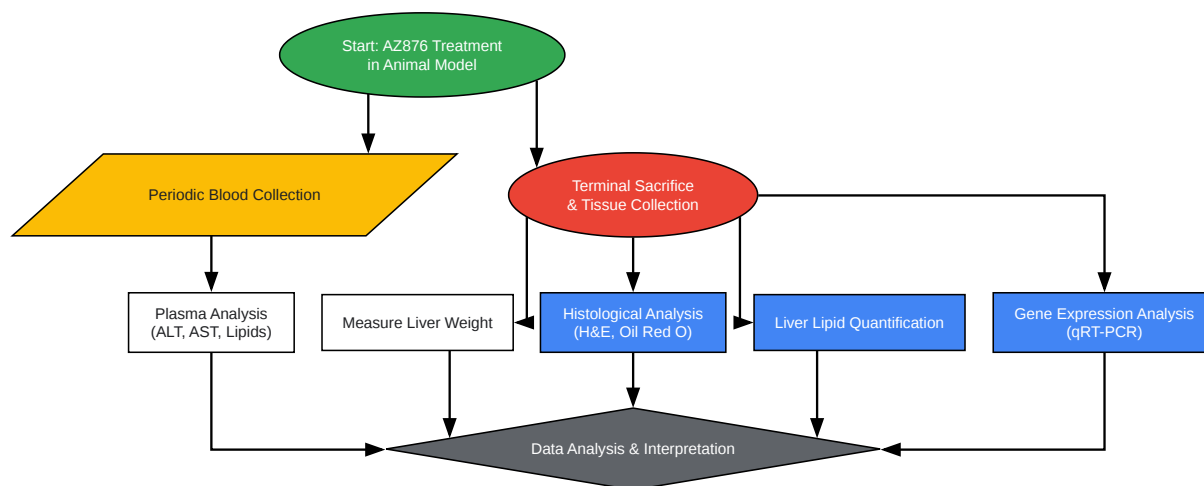 Start: AZ876 Treatment
in Animal Model
Periodic Blood Collection
Terminal Sacrifice
& Tissue Collection
Plasma Analysis
(ALT, AST, Lipids)
Measure Liver Weight
Histological Analysis
(H&E, Oil Red O)
Liver Lipid Quantification
Gene Expression Analysis
(qRT-PCR)
Data Analysis & Interpretation